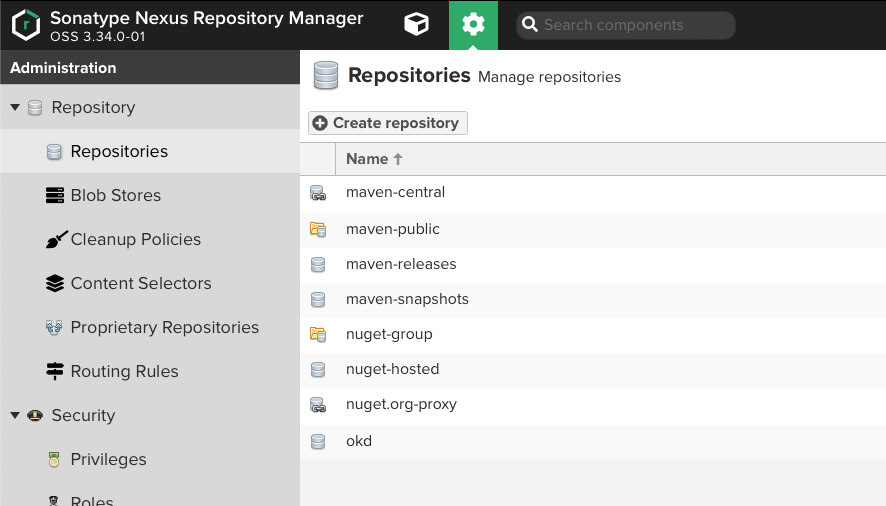 Sonatype Nexus Repository Manager
OSS 3.34.0-01
Search components
Administration
Repository
Repositories
Blob Stores
Cleanup Policies
Content Selectors
Proprietary Repositories
Routing Rules
Security
Privileges
Roles
Repositories Manage repositories
Create repository
Name
maven-central
maven-public
maven-releases
maven-snapshots
nuget-group
nuget-hosted
nuget.org-proxy
okd